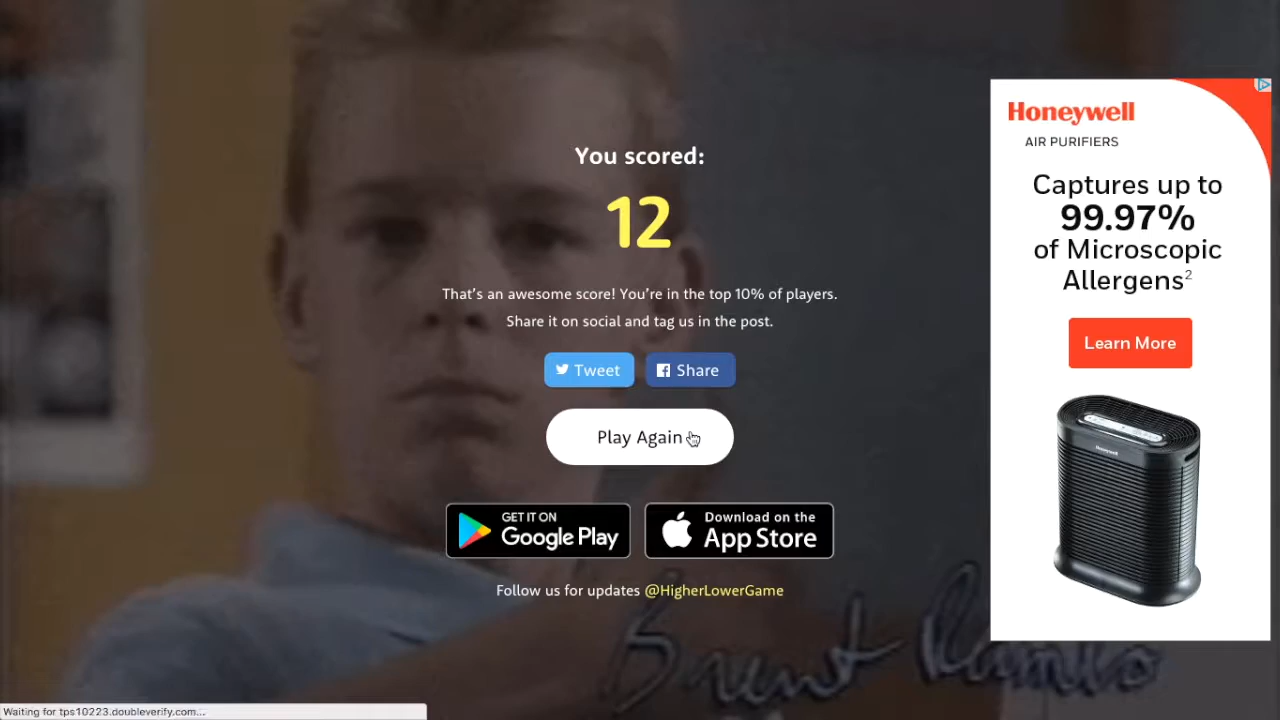 You scored:
12
That's an awesome score! You're in the top 10% of players.
Share it on social and tag us in the post.
Tweet
Share
Play Again
GET IT ON
Google Play
Download on the
App Store
Follow us for updates @HigherLowerGame
Brent Rambo
Honeywell
AIR PURIFIERS
Captures up to
99.97%
of Microscopic
Allergens2
Learn More
Honeywell
Waiting for tps10223.doubleverify.com...